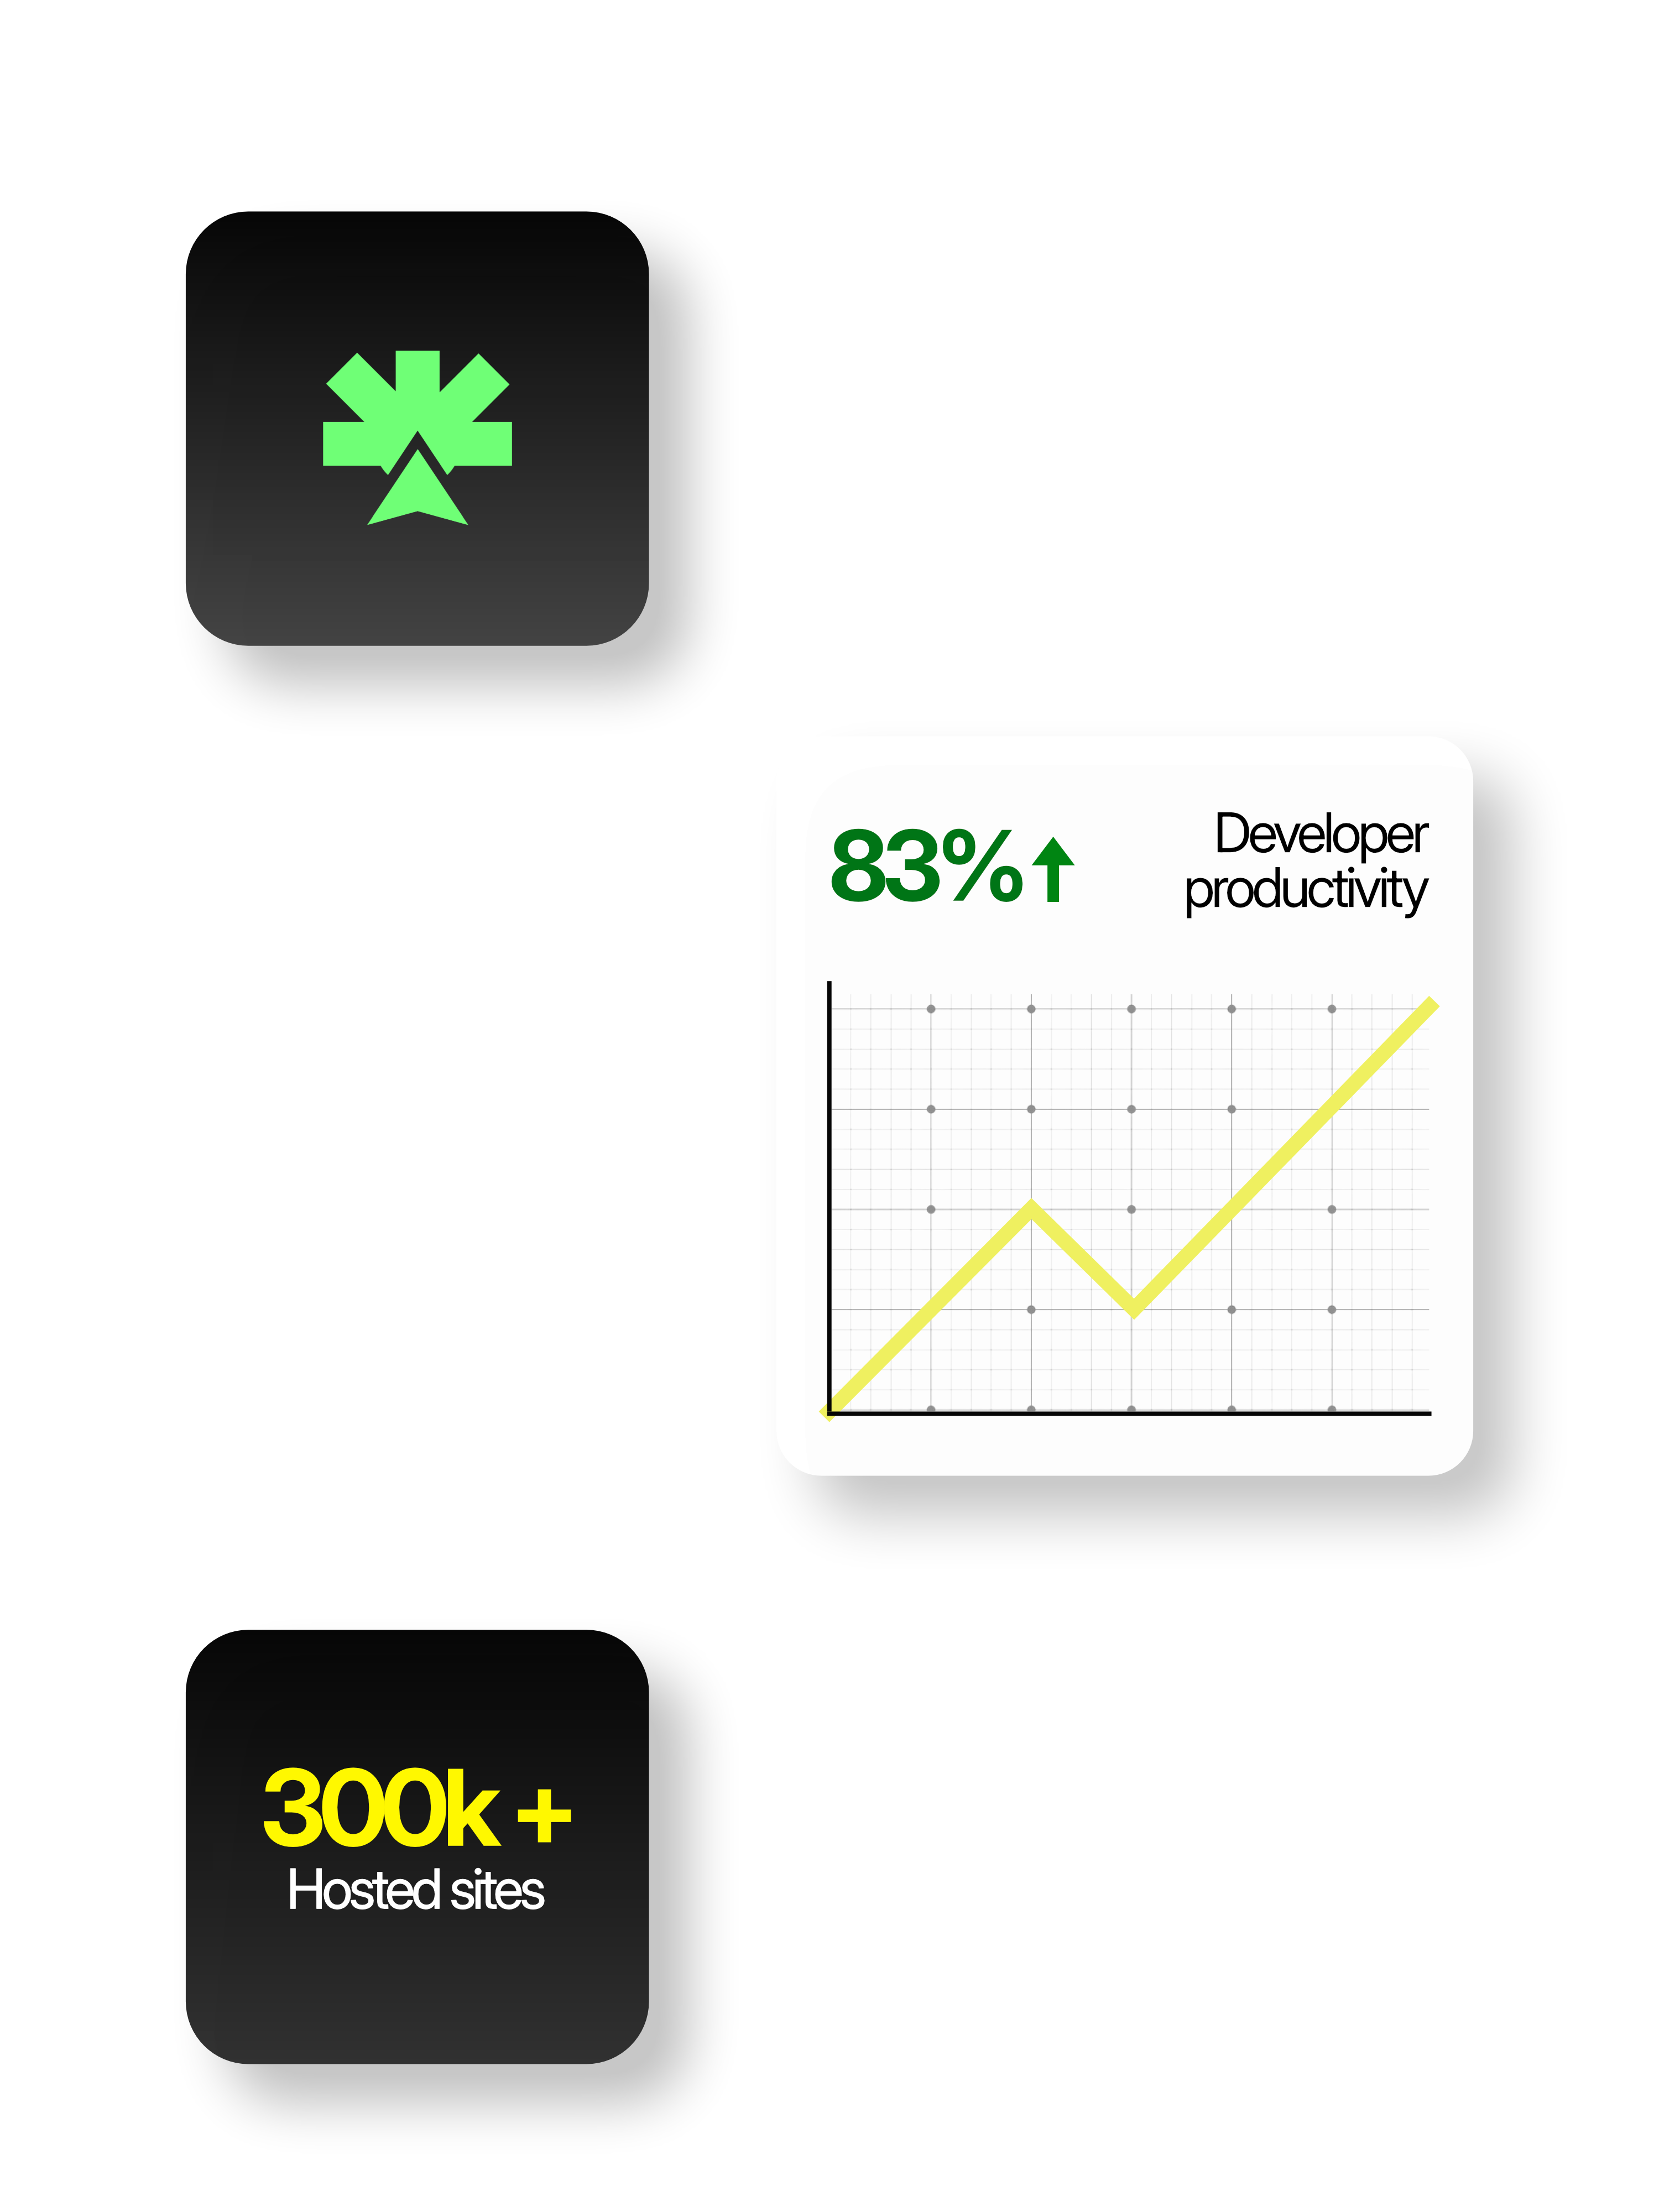 83%
Developer
productivity
300k +
Hosted sites